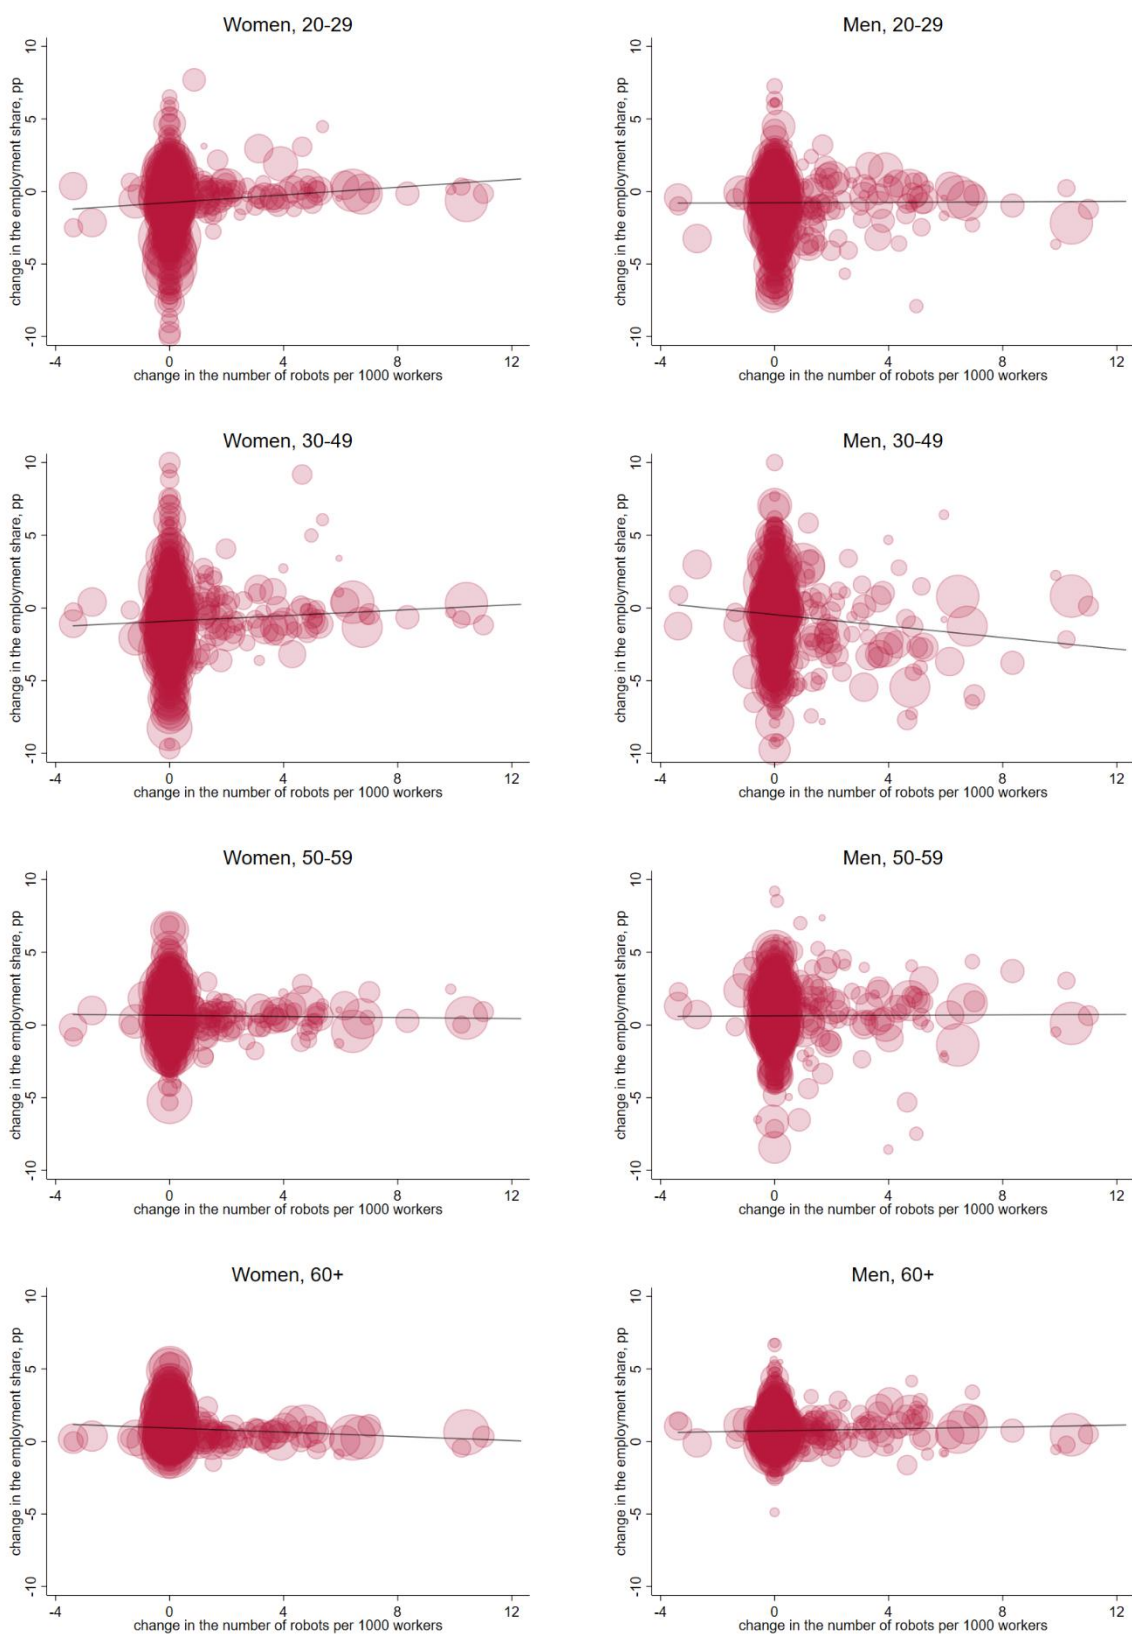 Women, 20-29
change in the employment share, pp
10
5
0
-5
-10
-4 0 4 8 12
change in the number of robots per 1000 workers
Men, 20-29
change in the employment share, pp
10
5
0
-5
-10
-4 0 4 8 12
change in the number of robots per 1000 workers
Women, 30-49
change in the employment share, pp
10
5
0
-5
-10
-4 0 4 8 12
change in the number of robots per 1000 workers
Men, 30-49
change in the employment share, pp
10
5
0
-5
-10
-4 0 4 8 12
change in the number of robots per 1000 workers
Women, 50-59
change in the employment share, pp
10
5
0
-5
-10
-4 0 4 8 12
change in the number of robots per 1000 workers
Men, 50-59
change in the employment share, pp
10
5
0
-5
-10
-4 0 4 8 12
change in the number of robots per 1000 workers
Women, 60+
change in the employment share, pp
10
5
0
-5
-10
-4 0 4 8 12
change in the number of robots per 1000 workers
Men, 60+
change in the employment share, pp
10
5
0
-5
-10
-4 0 4 8 12
change in the number of robots per 1000 workers